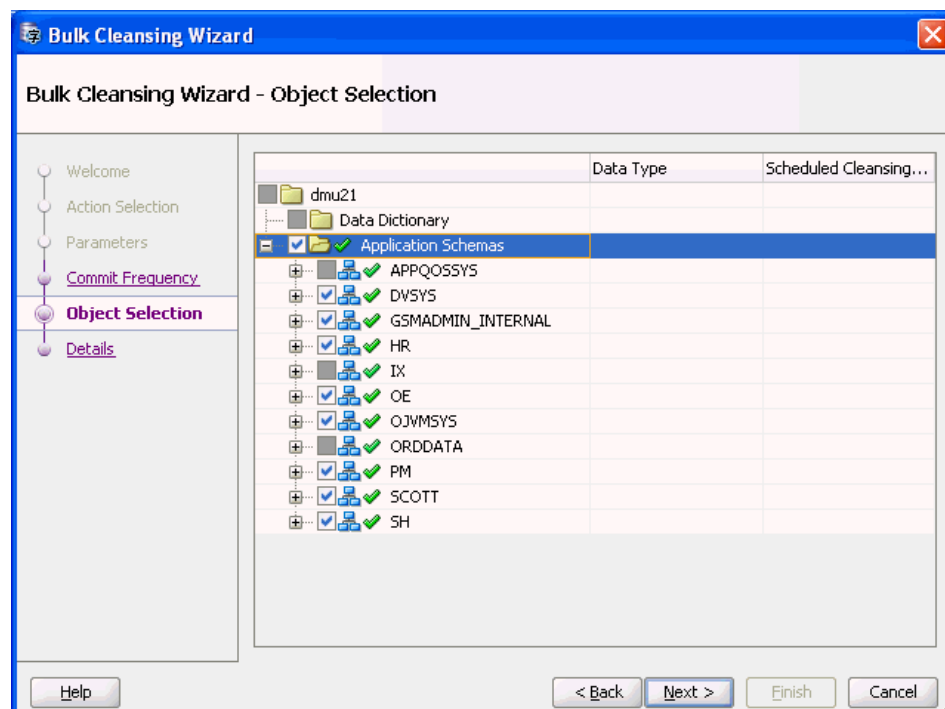 Bulk Cleansing Wizard
Bulk Cleansing Wizard - Object Selection
Welcome
Action Selection
Parameters
Commit Frequency
Object Selection
Details
Data Type Scheduled Cleansing...
dmu21
Data Dictionary
Application Schemas
APPQOSSYS
DVSYS
GSMADMIN_INTERNAL
HR
IX
OE
OJVMSYS
ORDDATA
PM
SCOTT
SH
Help < Back Next > Finish Cancel